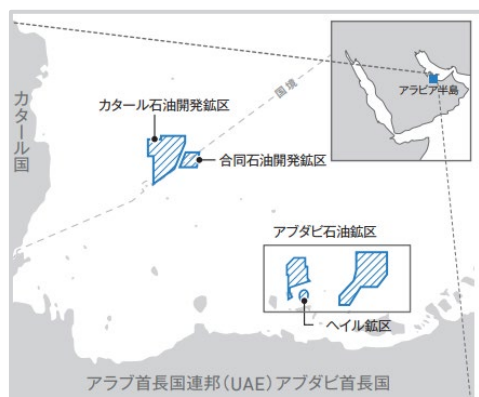 アラビア半島
カタール国
国境
カタール石油開発鉱区
合同石油開発鉱区
アブダビ石油鉱区
ヘイル鉱区
アラブ首長国連邦(UAE)アブダビ首長国